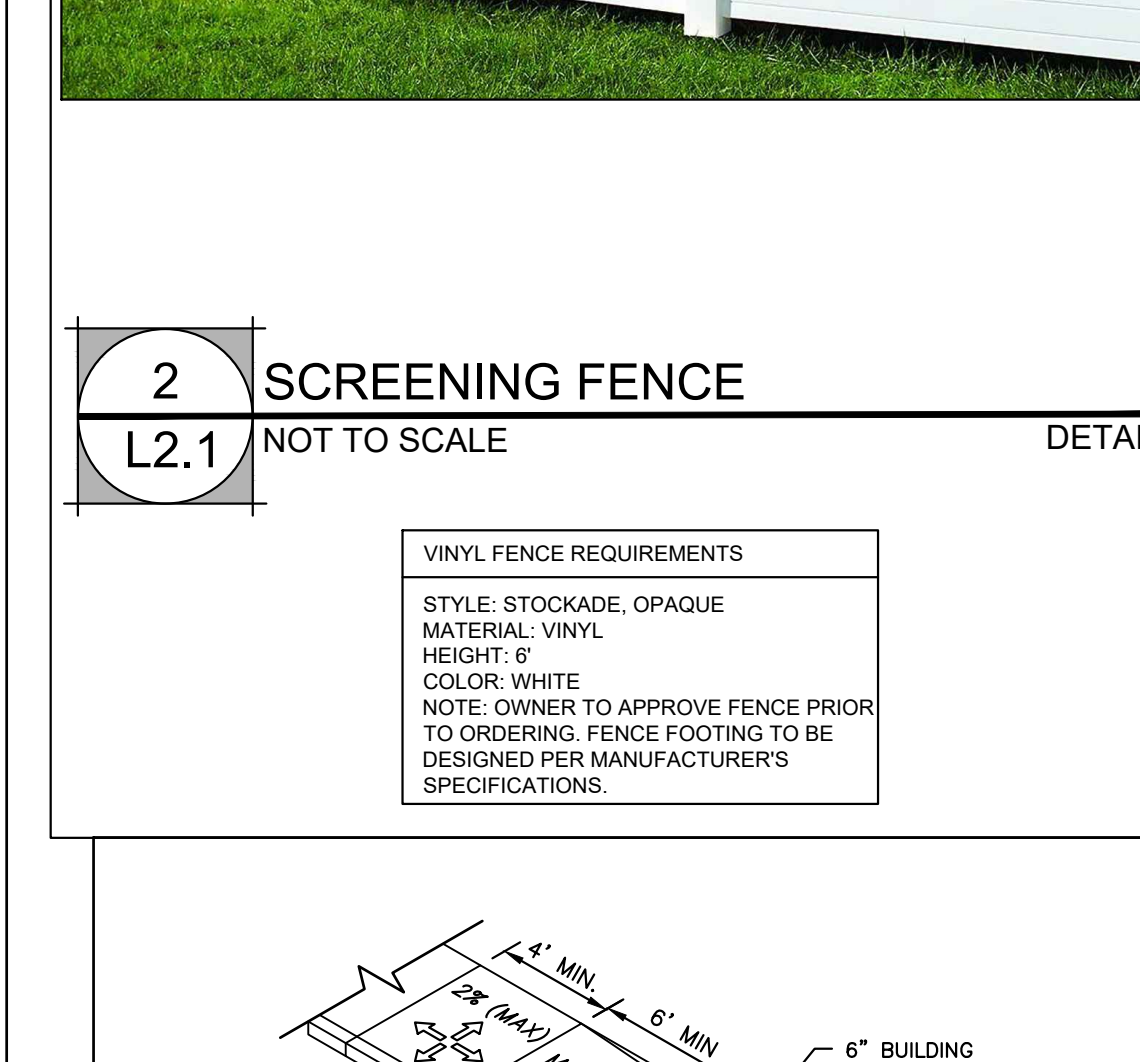 2
SCREENING FENCE
L2.1
NOT TO SCALE
VINYL FENCE REQUIREMENTS
STYLE: STOCKADE, OPAQUE
MATERIAL: VINYL
HEIGHT: 6'
COLOR: WHITE
NOTE: OWNER TO APPROVE FENCE PRIOR
TO ORDERING. FENCE FOOTING TO BE
DESIGNED PER MANUFACTURER'S
SPECIFICATIONS.
4' MIN.
2% (MAX)
6' MIN
6" BUILDING